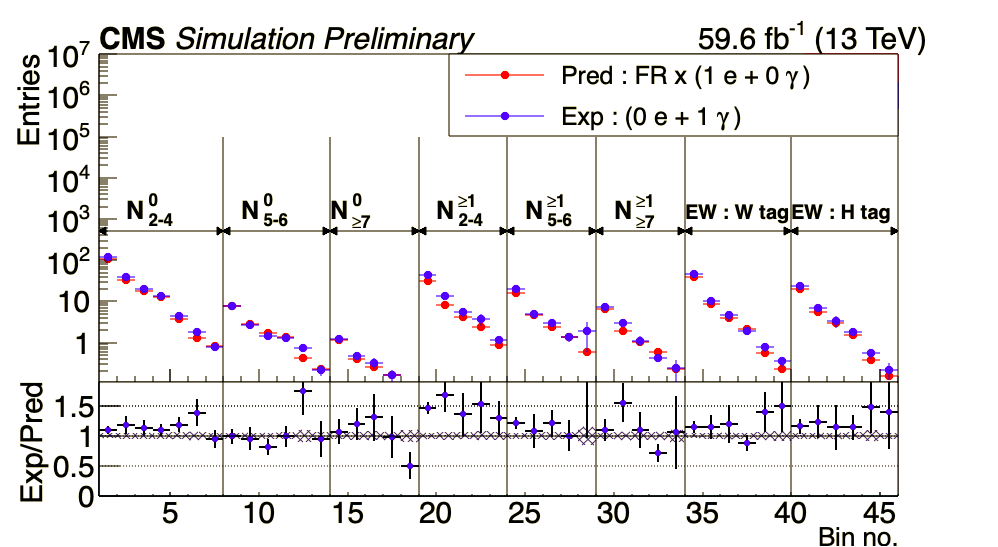 CMS Simulation Preliminary 59.6 fb⁻¹ (13 TeV)
Entries
10⁷
10⁶
10⁵
10⁴
10³
10²
10
1
Pred : FR x (1 e + 0 γ)
Exp : (0 e + 1 γ)
N⁰₂₋₄ N⁰₅₋₆ N⁰≥₇ N≥¹₂₋₄ N≥¹₅₋₆ N≥¹≥₇ EW : W tag EW : H tag
Exp/Pred
1.5
1
0.5
0
5 10 15 20 25 30 35 40 45
Bin no.